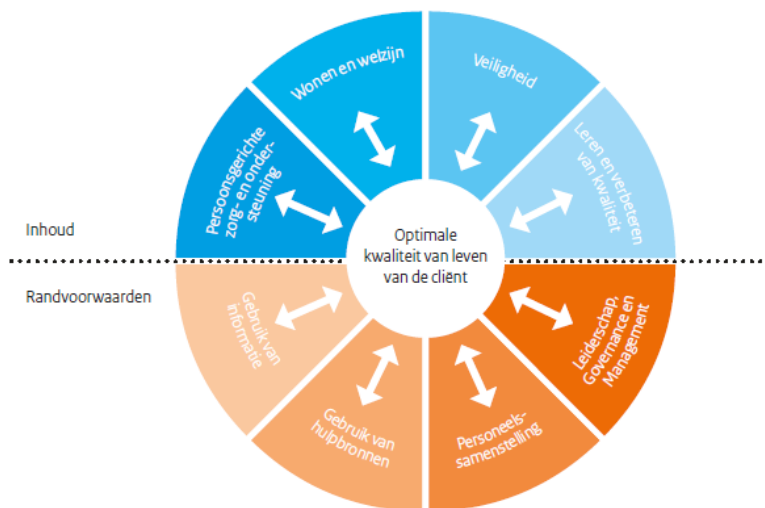 Wonen en welzijn
Veiligheid
Persoonsgerichte
zorg- en onder-
steuning
Leren en verbeteren
van kwaliteit
Inhoud
Optimale
kwaliteit van leven
van de cliënt
Randvoorwaarden
Gebruik van
informatie
Leiderschap,
Governance en
Management
Gebruik van
hulpbronnen
Personeels-
samenstelling